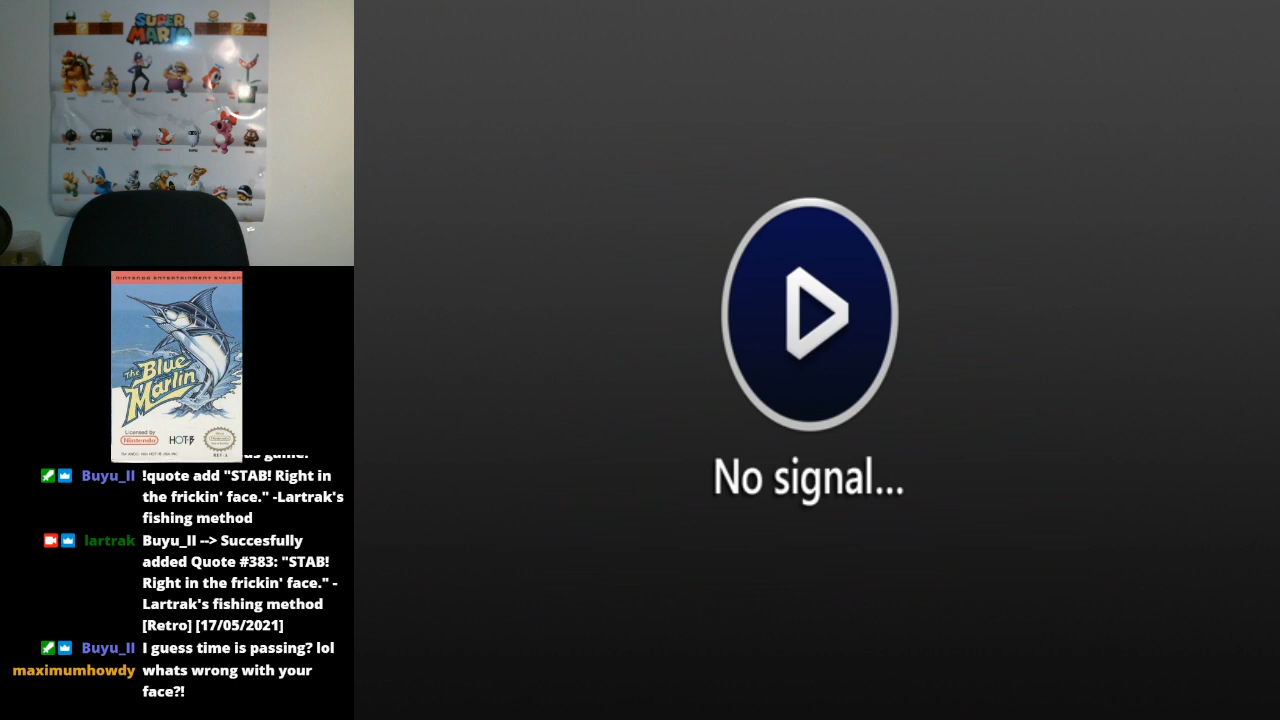 SUPER
MARIO
NINTENDO ENTERTAINMENT SYSTEM
The Blue
Marlin
Licensed by
Nintendo
HOT·B
REV-A
No signal...
Buyu_II !quote add "STAB! Right in
the frickin' face." -Lartrak's
fishing method
lartrak Buyu_II --> Succesfully
added Quote #383: "STAB!
Right in the frickin' face." -
Lartrak's fishing method
[Retro] [17/05/2021]
Buyu_II I guess time is passing? lol
maximumhowdy whats wrong with your
face?!